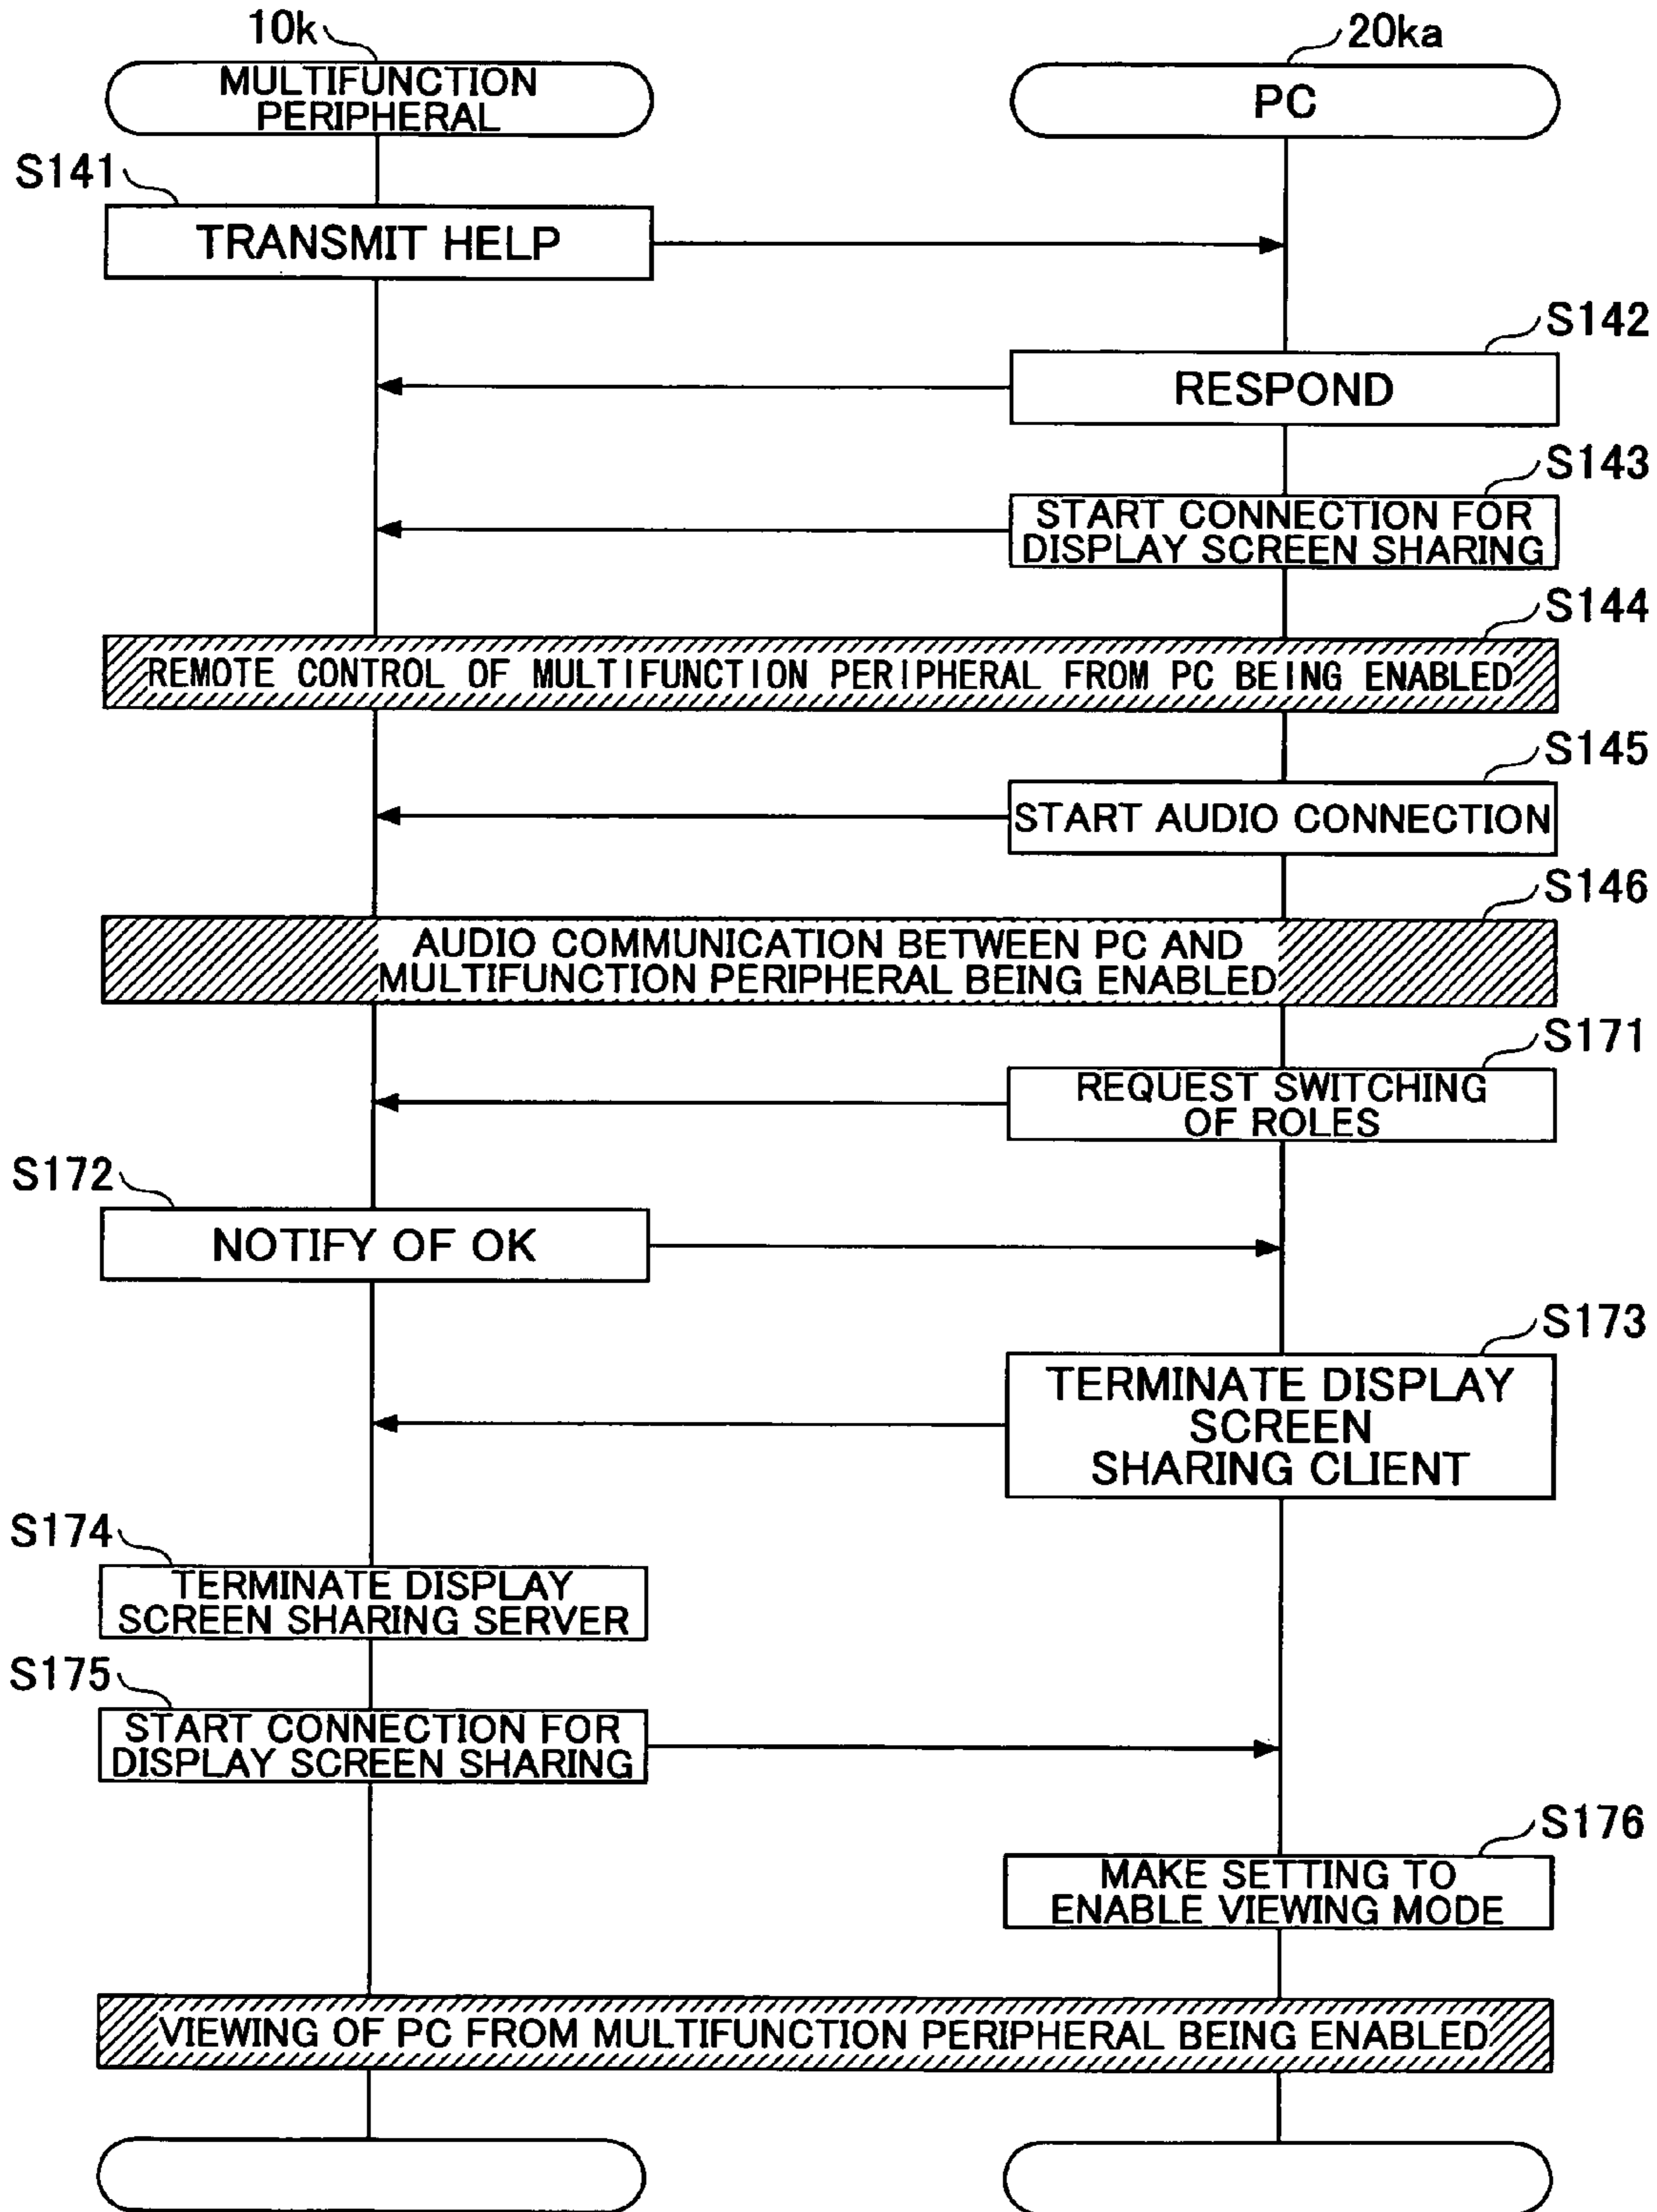 10k
20ka
MULTIFUNCTION
PERIPHERAL
PC
S141
TRANSMIT HELP
S142
RESPOND
S143
START CONNECTION FOR
DISPLAY SCREEN SHARING
S144
REMOTE CONTROL OF MULTIFUNCTION PERIPHERAL FROM PC BEING ENABLED
S145
START AUDIO CONNECTION
S146
AUDIO COMMUNICATION BETWEEN PC AND
MULTIFUNCTION PERIPHERAL BEING ENABLED
S171
REQUEST SWITCHING
OF ROLES
S172
NOTIFY OF OK
S173
TERMINATE DISPLAY
SCREEN
SHARING CLIENT
S174
TERMINATE DISPLAY
SCREEN SHARING SERVER
S175
START CONNECTION FOR
DISPLAY SCREEN SHARING
S176
MAKE SETTING TO
ENABLE VIEWING MODE
VIEWING OF PC FROM MULTIFUNCTION PERIPHERAL BEING ENABLED